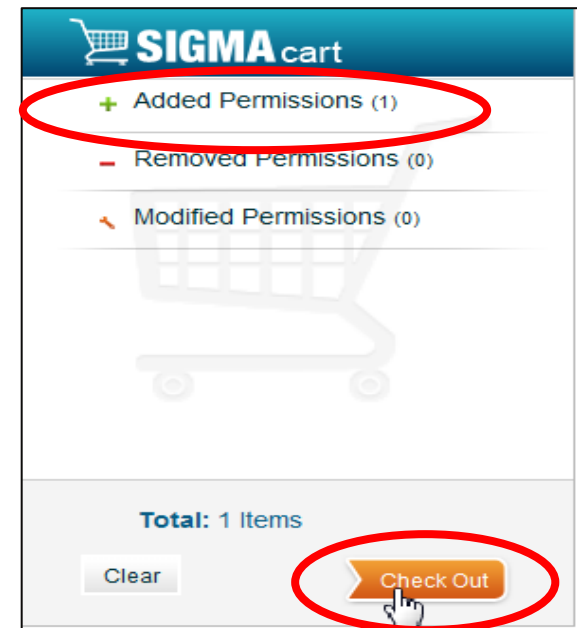 SIGMA cart
+ Added Permissions (1)
– Removed Permissions (0)
Modified Permissions (0)
Total: 1 Items
Clear
Check Out